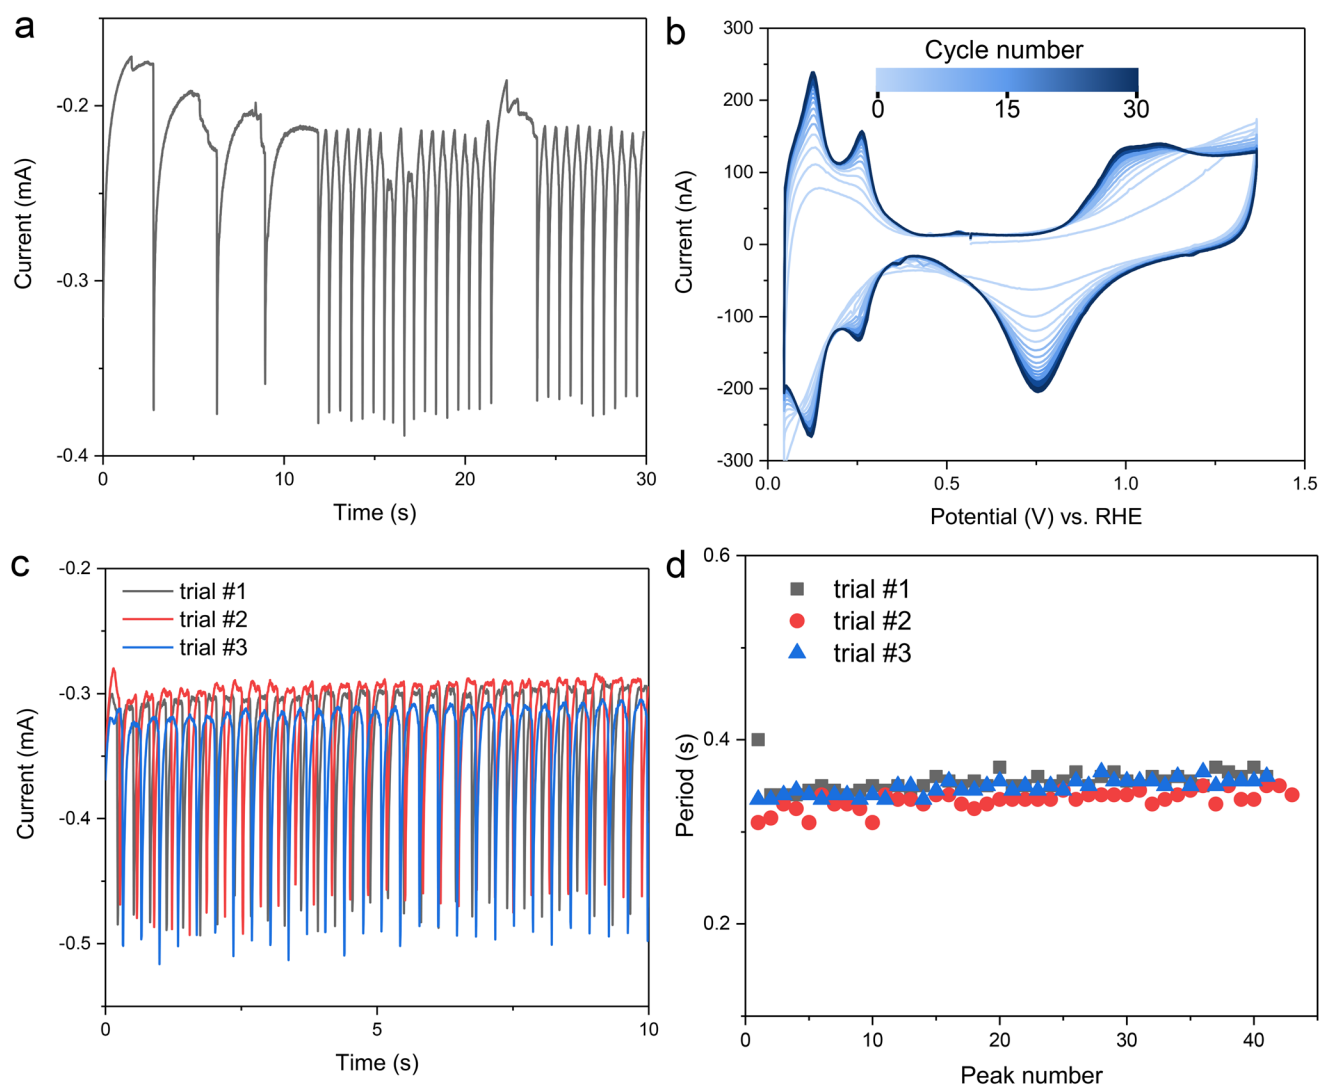 a
-0.2
-0.3
-0.4
0
10
20
30
Current (mA)
Time (s)
b
300
200
100
0
-100
-200
-300
0.0
0.5
1.0
1.5
Current (nA)
Potential (V) vs. RHE
Cycle number
0
15
30
c
-0.2
-0.3
-0.4
-0.5
0
5
10
Current (mA)
Time (s)
trial #1
trial #2
trial #3
d
0.6
0.4
0.2
0
10
20
30
40
Period (s)
Peak number
trial #1
trial #2
trial #3